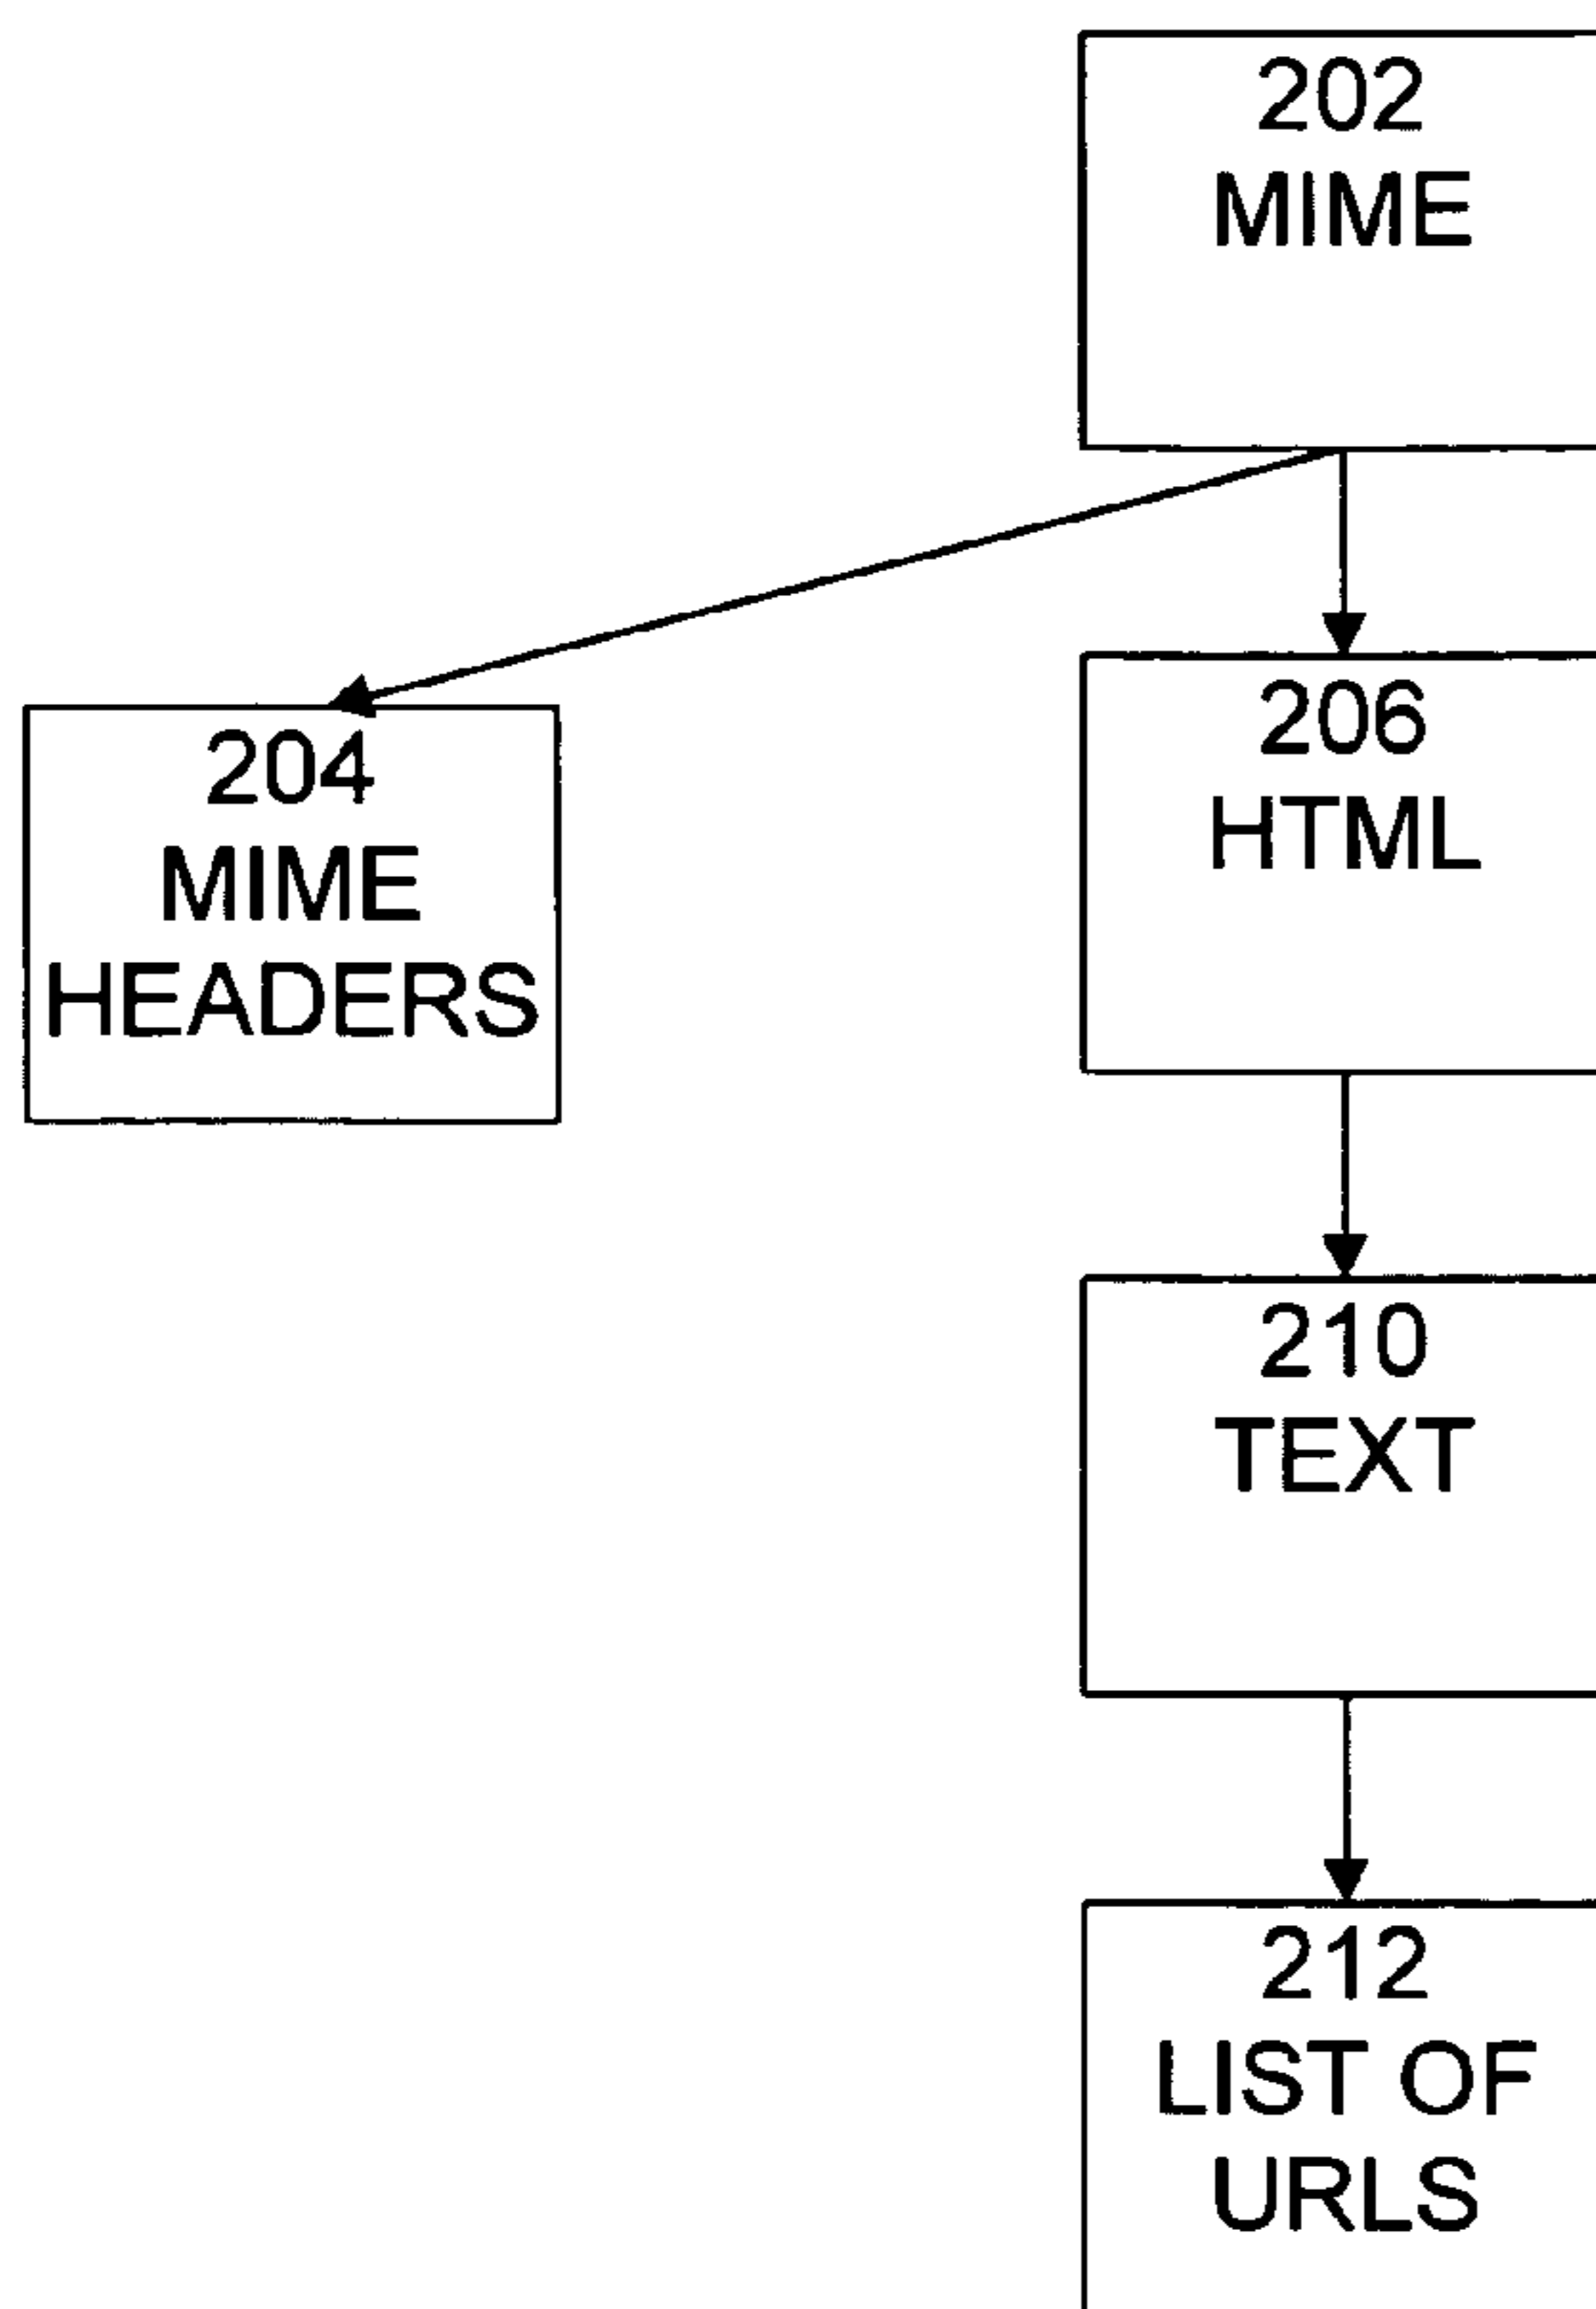 202
MIME
206
HTML
204
MIME
HEADERS
210
TEXT
212
LIST OF
URLS